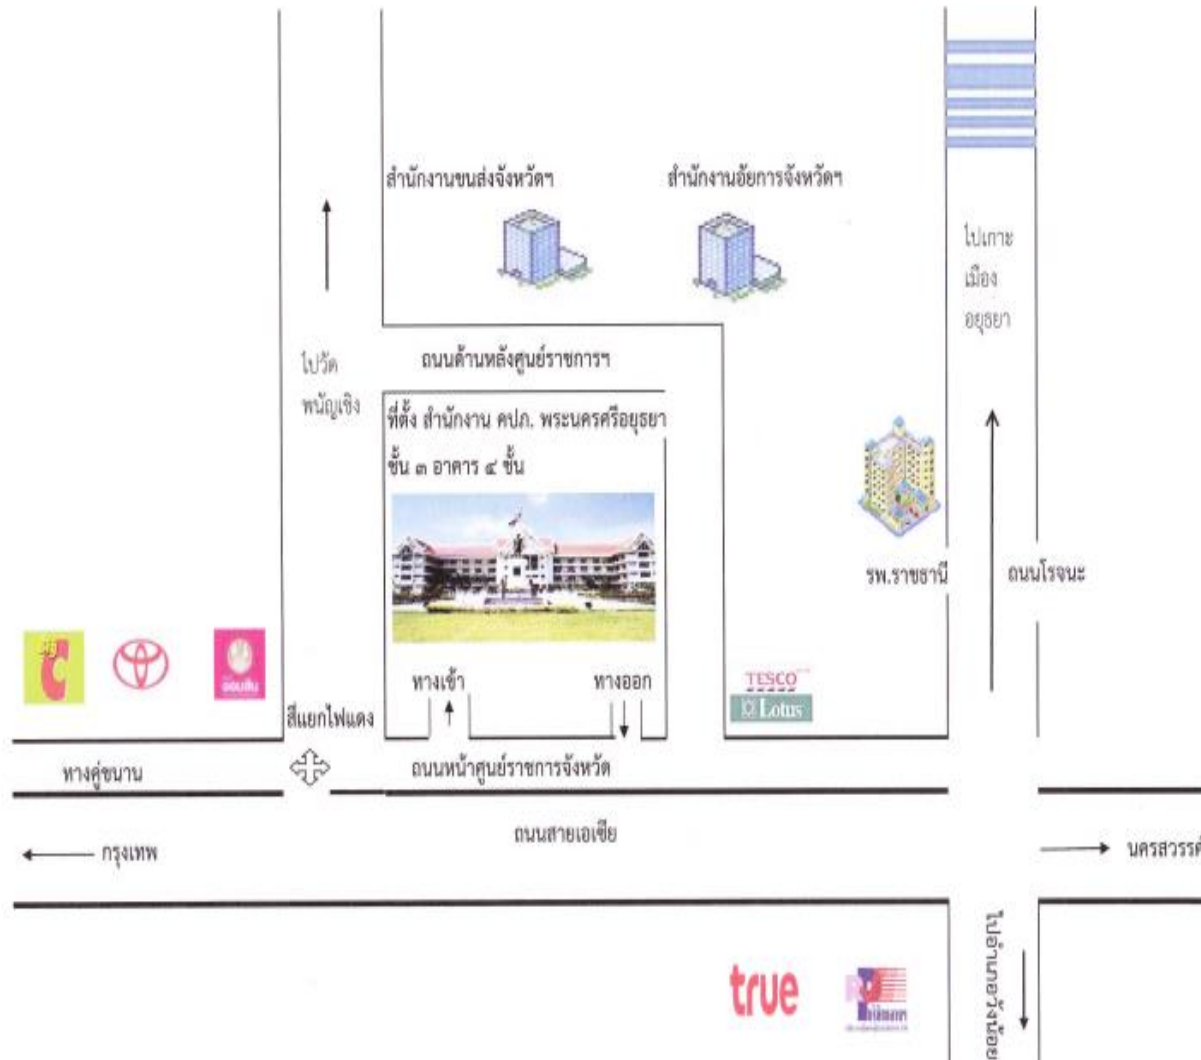 สำนักงานขนส่งจังหวัดฯ
สำนักงานอัยการจังหวัดฯ
ไปเกาะ
เมือง
อยุธยา
ไปวัด
พนัญเชิง
ถนนด้านหลังศูนย์ราชการฯ
ที่ตั้ง สำนักงาน คปภ. พระนครศรีอยุธยา
ชั้น ๓ อาคาร ๔ ชั้น
รพ.ราชธานี
ถนนโรจนะ
ออมสิน
ทางเข้า
ทางออก
TESCO
Lotus
สี่แยกไฟแดง
ทางคู่ขนาน
ถนนหน้าศูนย์ราชการจังหวัด
ถนนสายเอเซีย
กรุงเทพ
นครสวรรค์
ไปอำเภอวังน้อย
true